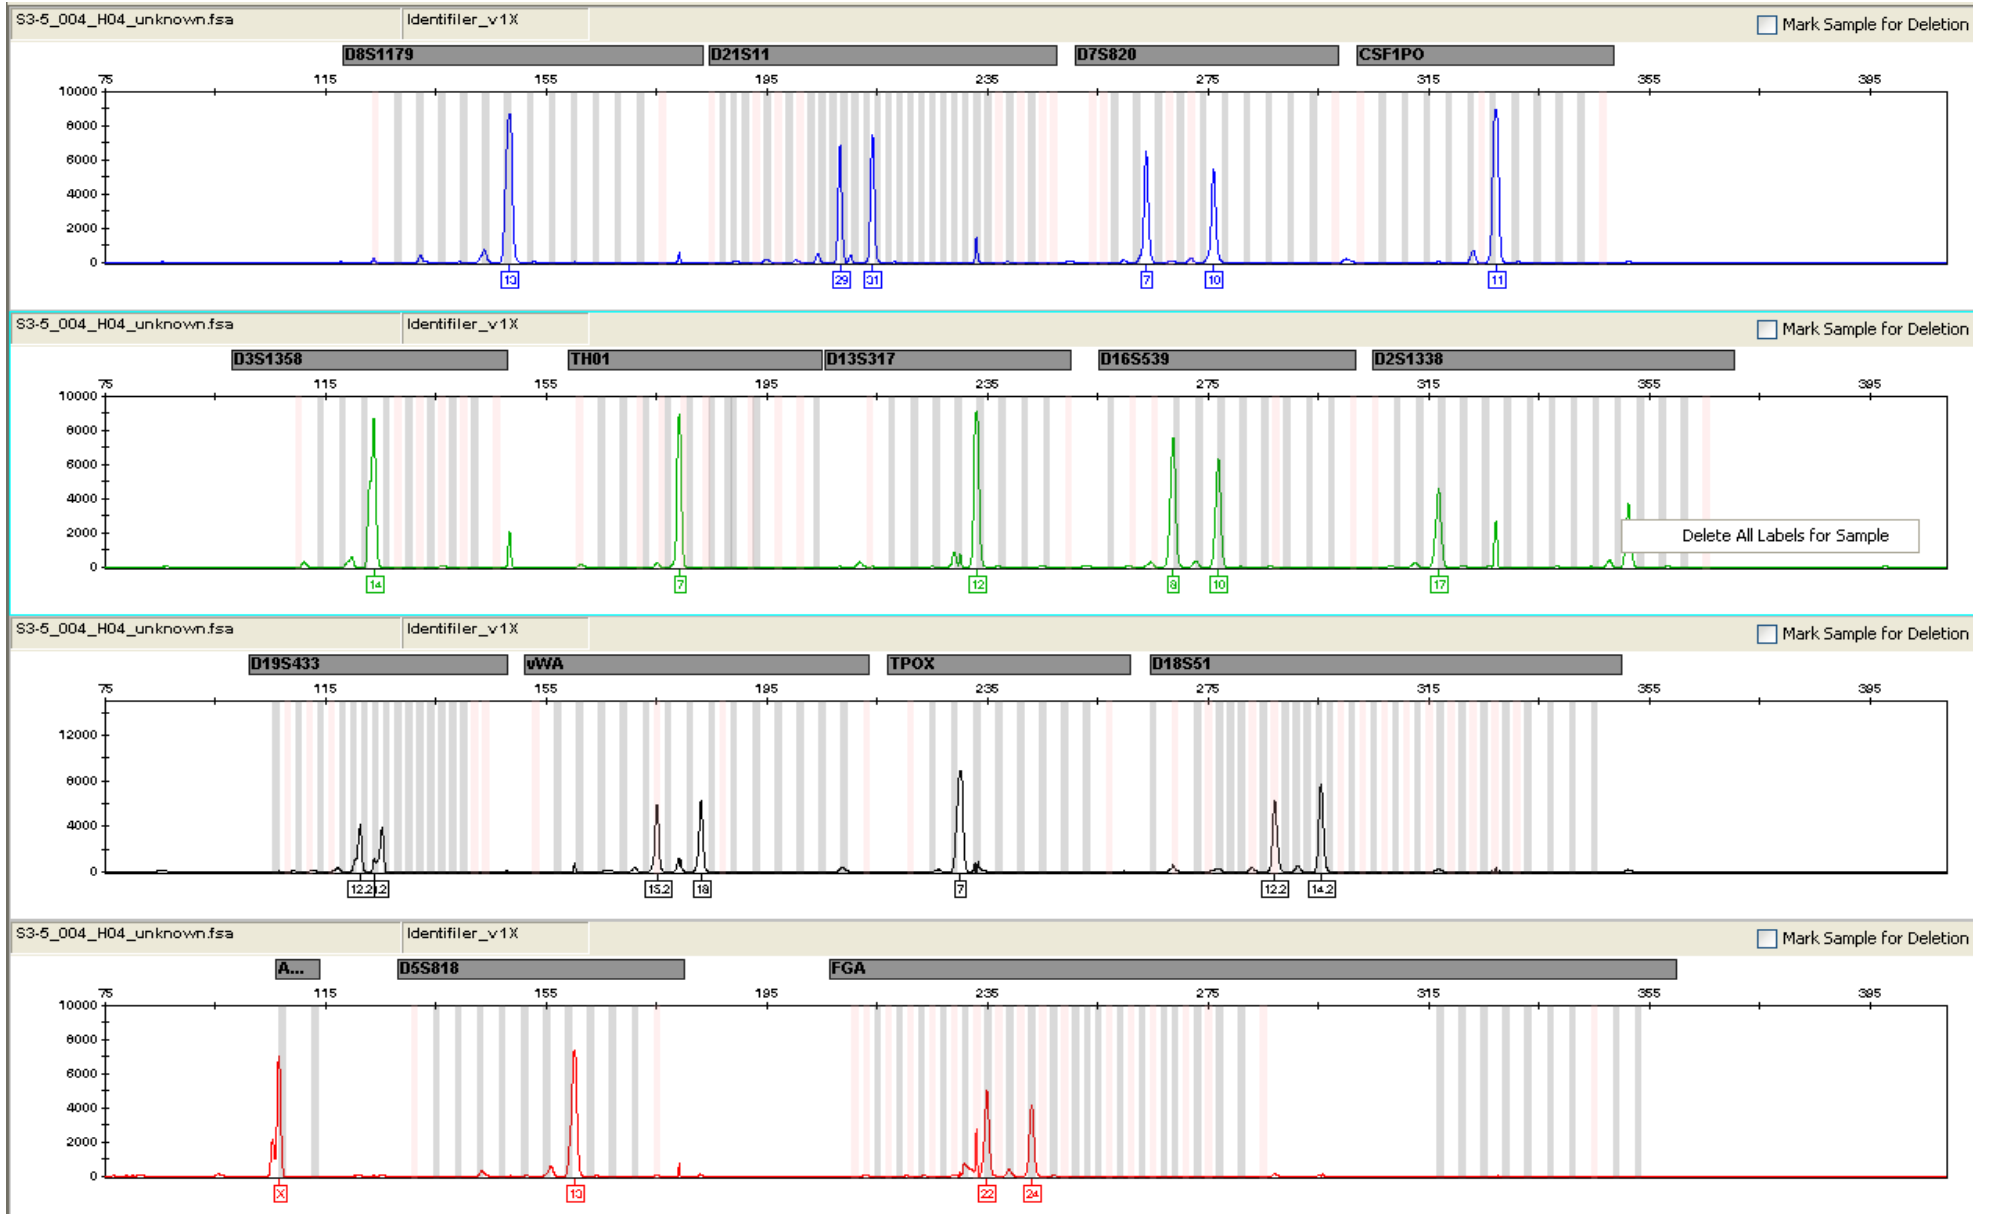 S3-5_004_H04_unknown.fsa Identifiler_v1X Mark Sample for Deletion
D8S1179 D21S11 D7S820 CSF1PO
75 115 155 195 235 275 315 355 395
10000
8000
6000
4000
2000
0
13 29 31 7 10 11
S3-5_004_H04_unknown.fsa Identifiler_v1X Mark Sample for Deletion
D3S1358 TH01 D13S317 D16S539 D2S1338
75 115 155 195 235 275 315 355 395
10000
8000
6000
4000
2000
0
Delete All Labels for Sample
14 7 12 8 10 17
S3-5_004_H04_unknown.fsa Identifiler_v1X Mark Sample for Deletion
D19S433 vWA TPOX D18S51
75 115 155 195 235 275 315 355 395
12000
8000
4000
0
12.2 15.2 18 7 12.2 14.2
S3-5_004_H04_unknown.fsa Identifiler_v1X Mark Sample for Deletion
A... D5S818 FGA
75 115 155 195 235 275 315 355 395
10000
8000
6000
4000
2000
0
X 13 22 24